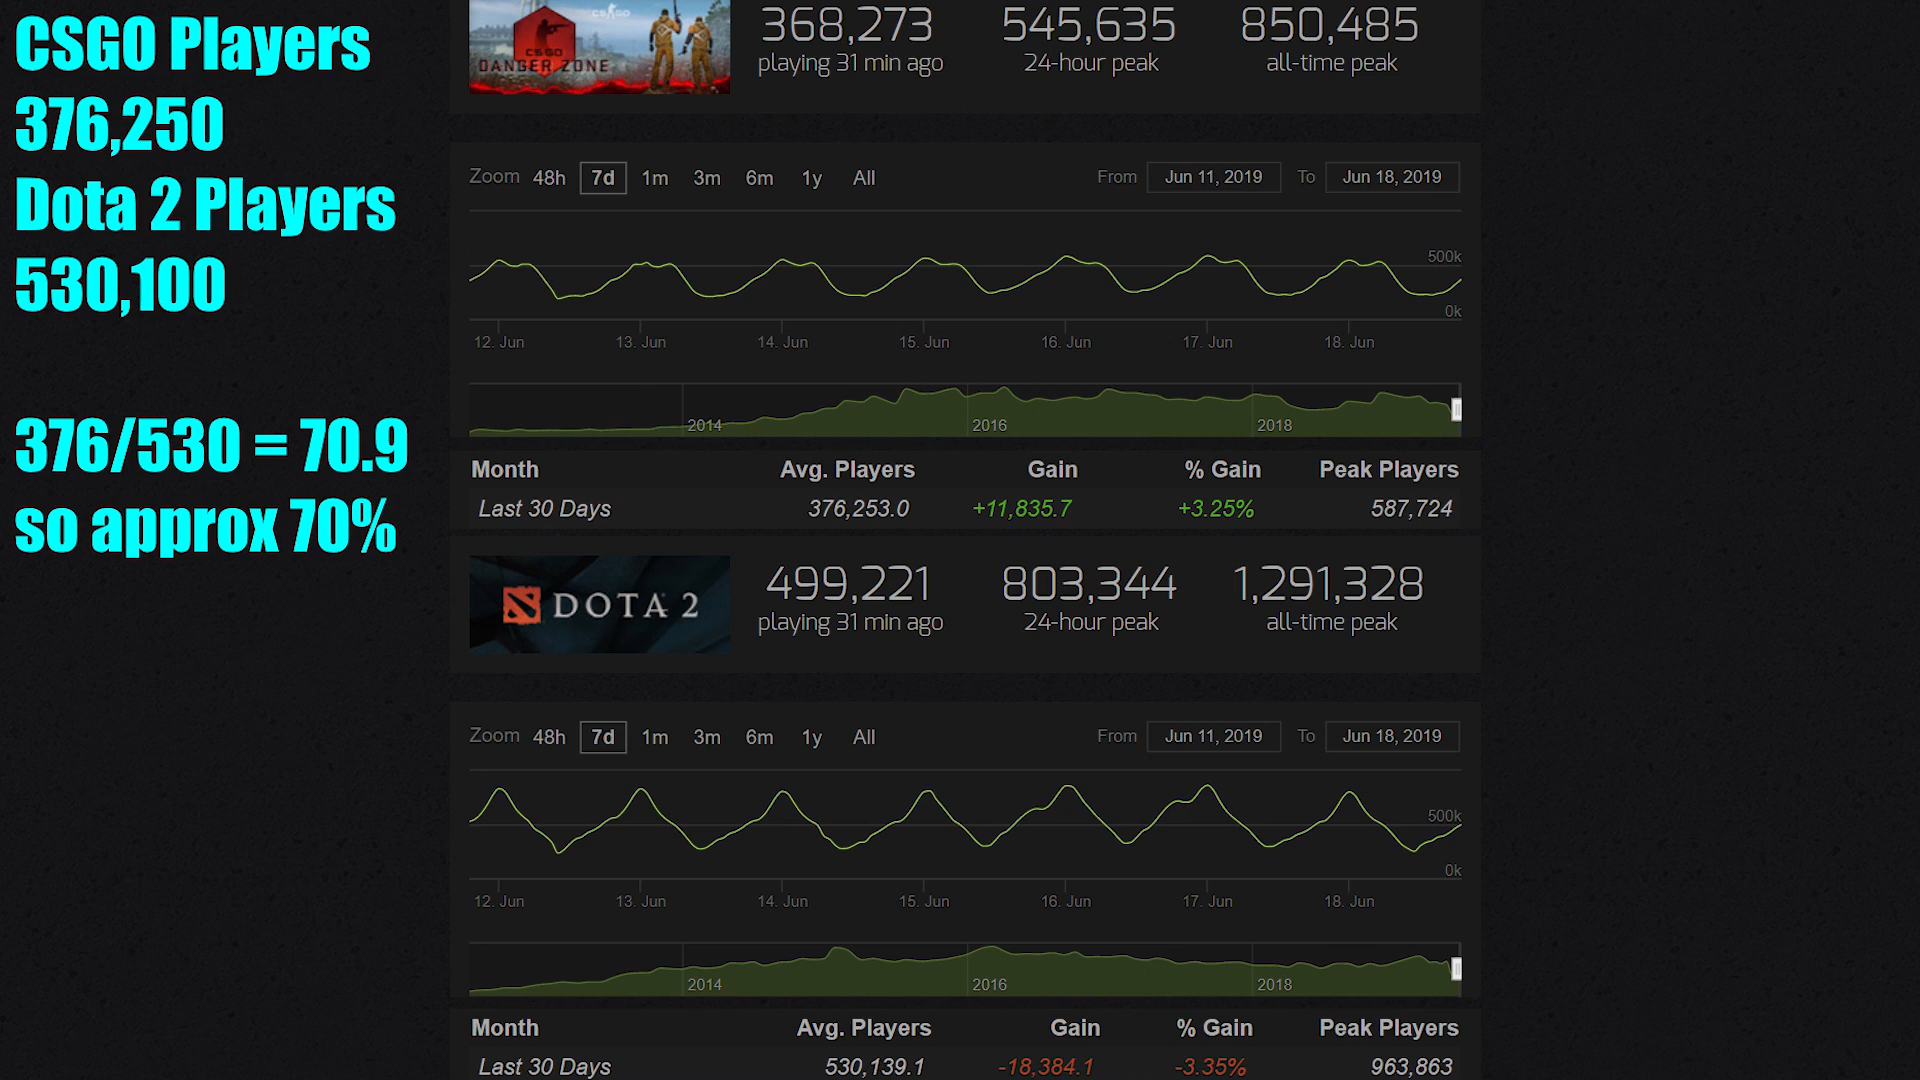 CSGO Players
376,250
Dota 2 Players
530,100
376/530 = 70.9
so approx 70%
CS:GO
CSGO
DANGER ZONE
368,273 545,635 850,485
playing 31 min ago 24-hour peak all-time peak
Zoom 48h 7d 1m 3m 6m 1y All From Jun 11, 2019 To Jun 18, 2019
500k
0k
12. Jun 13. Jun 14. Jun 15. Jun 16. Jun 17. Jun 18. Jun
2014 2016 2018
Month Avg. Players Gain % Gain Peak Players
Last 30 Days 376,253.0 +11,835.7 +3.25% 587,724
DOTA 2
499,221 803,344 1,291,328
playing 31 min ago 24-hour peak all-time peak
Zoom 48h 7d 1m 3m 6m 1y All From Jun 11, 2019 To Jun 18, 2019
500k
0k
12. Jun 13. Jun 14. Jun 15. Jun 16. Jun 17. Jun 18. Jun
2014 2016 2018
Month Avg. Players Gain % Gain Peak Players
Last 30 Days 530,139.1 -18,384.1 -3.35% 963,863